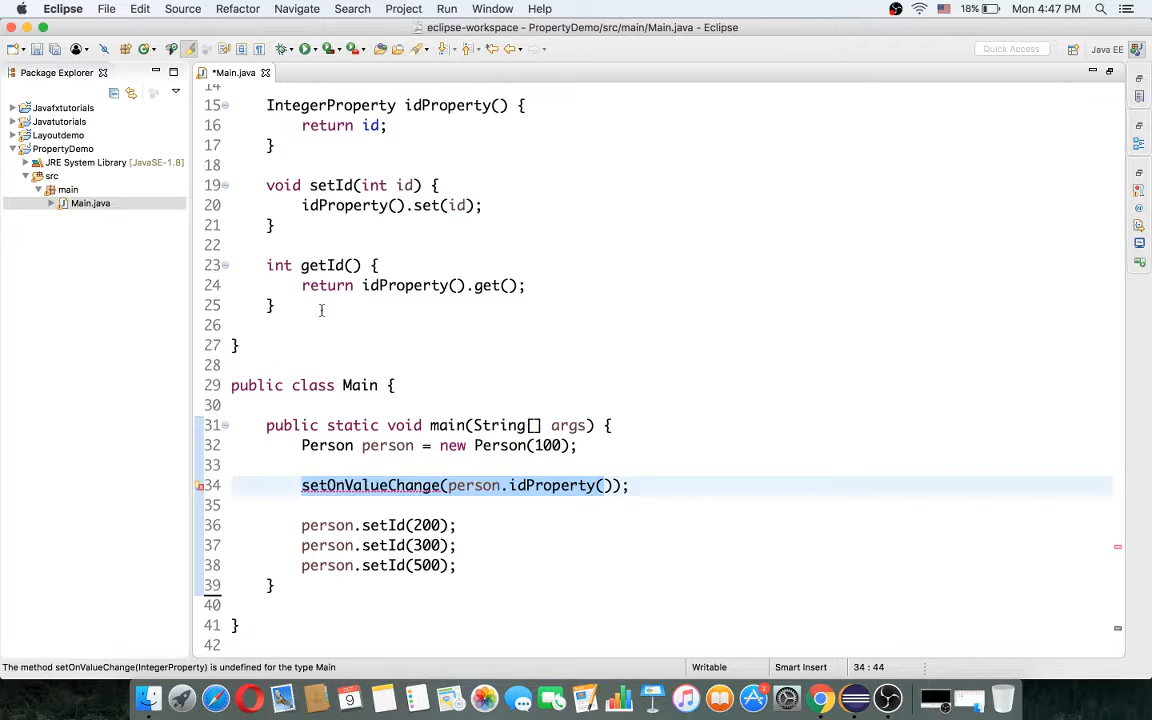 Eclipse File Edit Source Refactor Navigate Search Project Run Window Help 18% Mon 4:47 PM
eclipse-workspace - PropertyDemo/src/main/Main.java - Eclipse
Quick Access Java EE
Package Explorer
*Main.java
Javafxtutorials
Javatutorials
Layoutdemo
PropertyDemo
JRE System Library [JavaSE-1.8]
src
main
Main.java
14
15 IntegerProperty idProperty() {
16 return id;
17 }
18
19 void setId(int id) {
20 idProperty().set(id);
21 }
22
23 int getId() {
24 return idProperty().get();
25 }
26
27 }
28
29 public class Main {
30
31 public static void main(String[] args) {
32 Person person = new Person(100);
33
34 setOnValueChange(person.idProperty());
35
36 person.setId(200);
37 person.setId(300);
38 person.setId(500);
39 }
40
41 }
42
The method setOnValueChange(IntegerProperty) is undefined for the type Main Writable Smart Insert 34 : 44
OCT
9
2